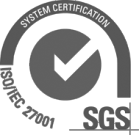 SYSTEM CERTIFICATION
ISO/IEC 27001
SGS